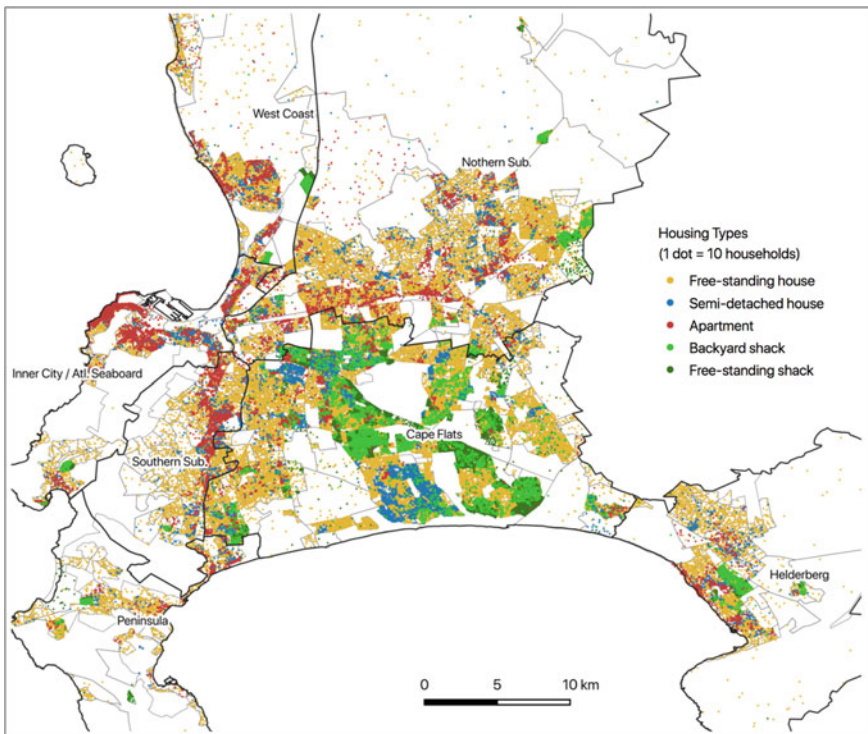 West Coast
Nothern Sub.
Housing Types
(1 dot = 10 households)
Free-standing house
Semi-detached house
Apartment
Backyard shack
Free-standing shack
Inner City / Atl. Seaboard
Cape Flats
Southern Sub.
Helderberg
Peninsula
0 5 10 km